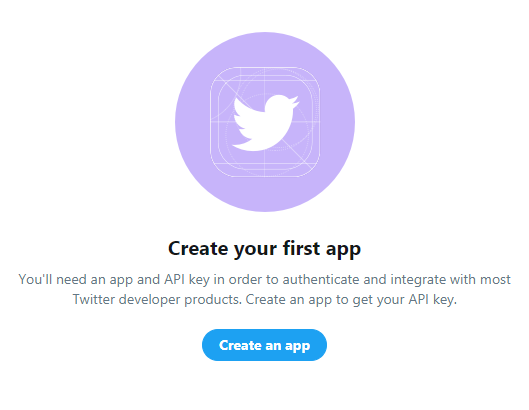 Create your first app
You'll need an app and API key in order to authenticate and integrate with most
Twitter developer products. Create an app to get your API key.
Create an app